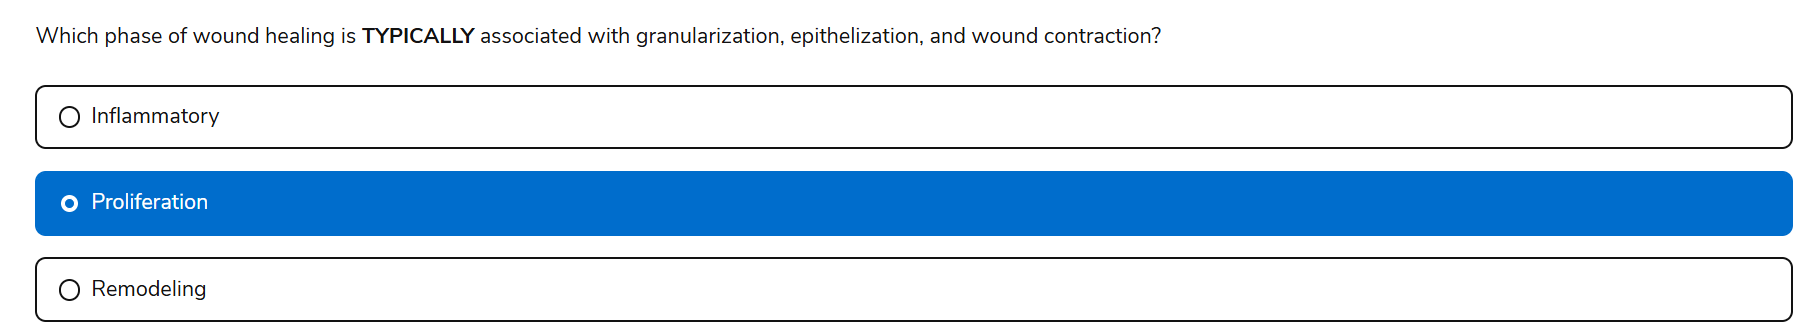 Which phase of wound healing is TYPICALLY associated with granularization, epithelization, and wound contraction?
Inflammatory
Proliferation
Remodeling